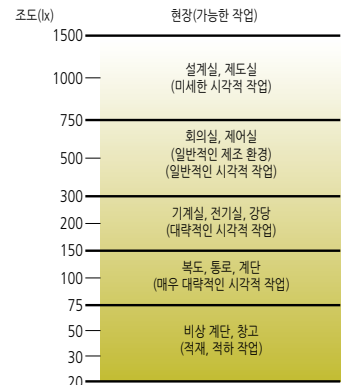 조도(lx) 현장(가능한 작업)
1500
1000 설계실, 제도실
(미세한 시각적 작업)
750
회의실, 제어실
500 (일반적인 제조 환경)
(일반적인 시각적 작업)
300
200 기계실, 전기실, 강당
(대략적인 시각적 작업)
150
복도, 통로, 계단
100 (매우 대략적인 시각적 작업)
75
50 비상 계단, 창고
(적재, 적하 작업)
30
20